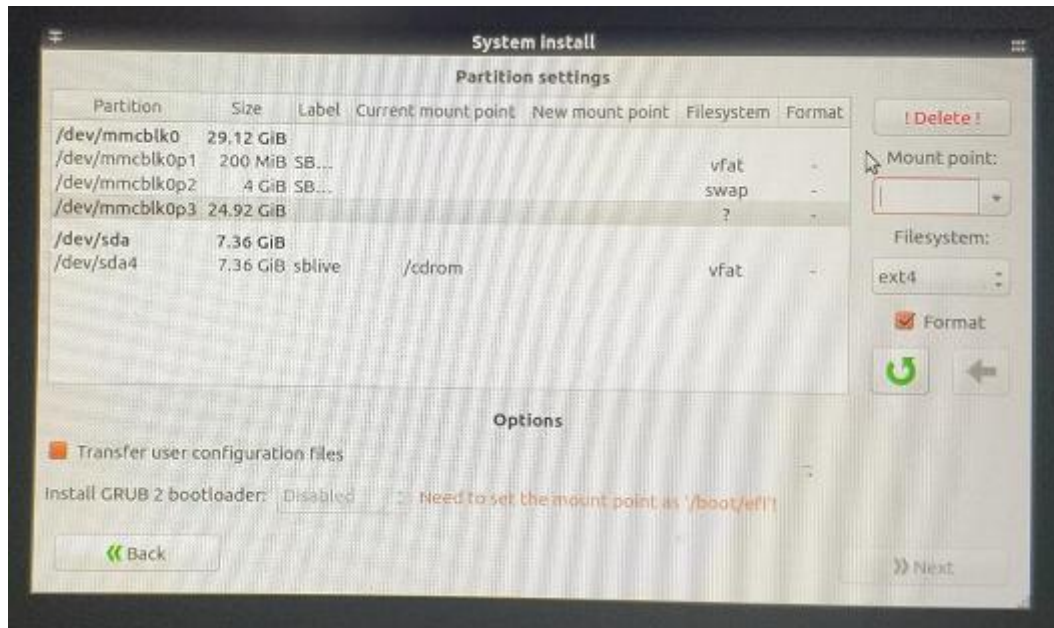 System install
Partition settings
Partition Size Label Current mount point New mount point Filesystem Format
! Delete !
/dev/mmcblk0 29.12 GiB
/dev/mmcblk0p1 200 MiB SB... vfat -
Mount point:
/dev/mmcblk0p2 4 GiB SB... swap -
/dev/mmcblk0p3 24.92 GiB ? -
/dev/sda 7.36 GiB
Filesystem:
/dev/sda4 7.36 GiB sblive /cdrom vfat -
ext4
Format
Options
Transfer user configuration files
Install GRUB 2 bootloader: Disabled Need to set the mount point as '/boot/efi'!
Back
Next